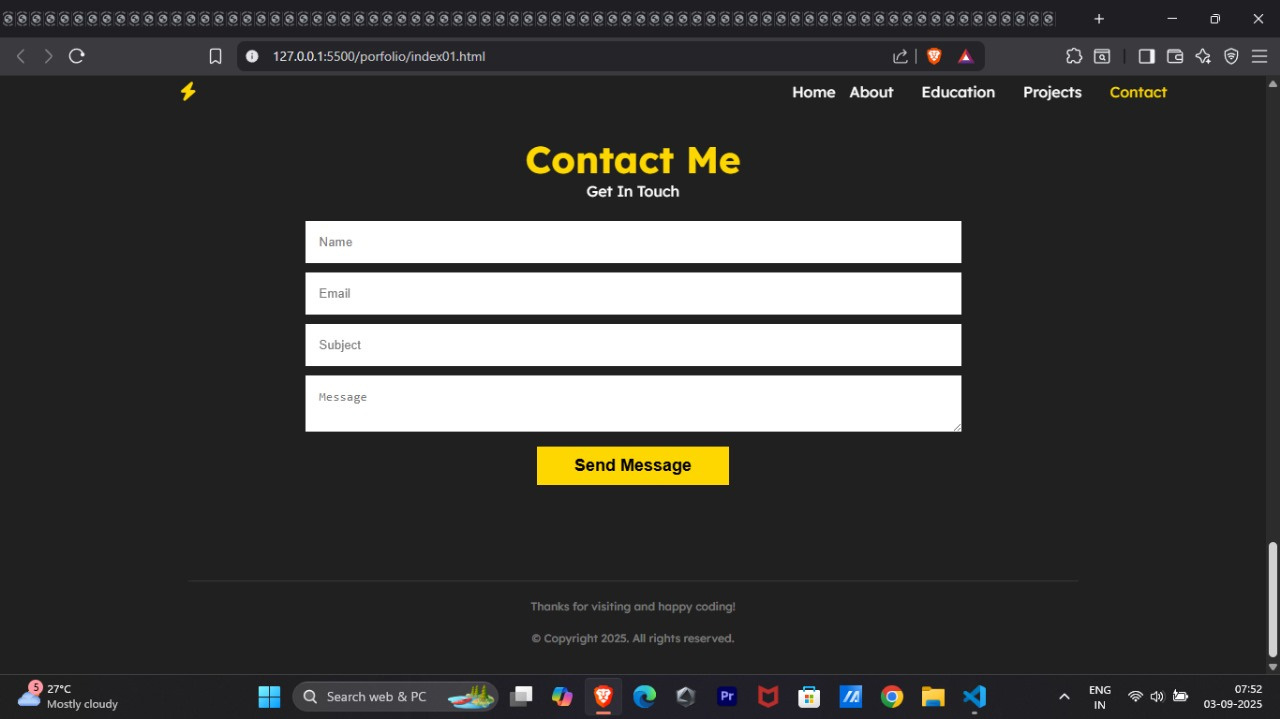 127.0.0.1:5500/porfolio/index01.html
Home About Education Projects Contact
Contact Me
Get In Touch
Name
Email
Subject
Message
Send Message
Thanks for visiting and happy coding!
© Copyright 2025. All rights reserved.
5
27°C
Mostly cloudy
Search web & PC
Pr
ENG
IN
07:52
03-09-2025